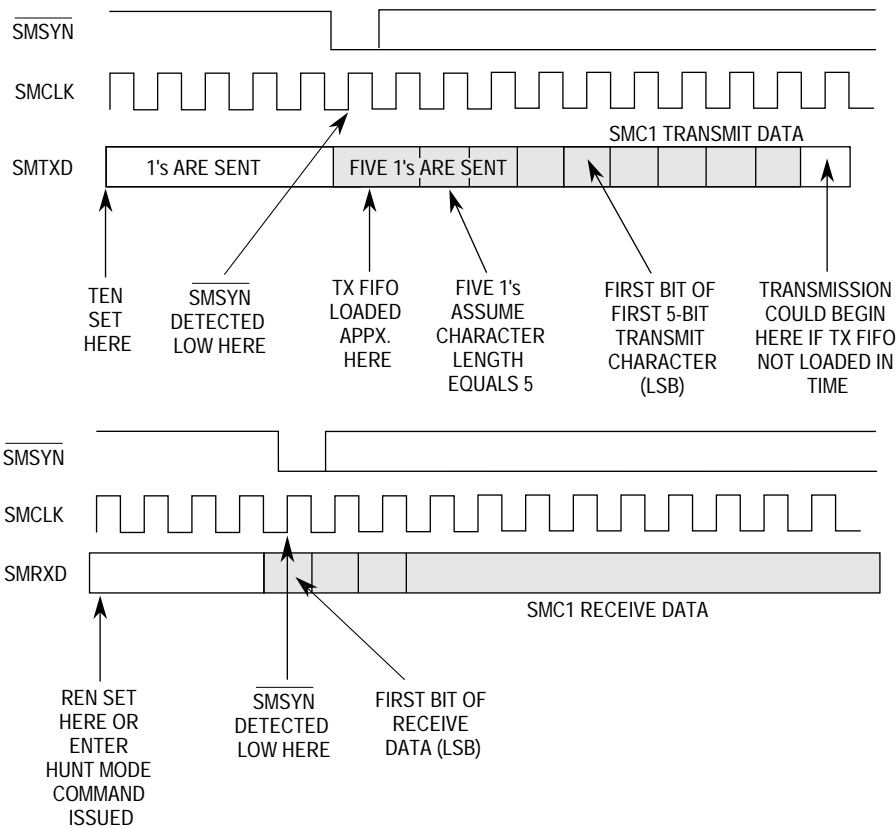 SMSYN
SMCLK
SMC1 TRANSMIT DATA
SMTXD
1's ARE SENT
FIVE 1's ARE SENT
TEN
SET
HERE
SMSYN
DETECTED
LOW HERE
TX FIFO
LOADED
APPX.
HERE
FIVE 1's
ASSUME
CHARACTER
LENGTH
EQUALS 5
FIRST BIT OF
FIRST 5-BIT
TRANSMIT
CHARACTER
(LSB)
TRANSMISSION
COULD BEGIN
HERE IF TX FIFO
NOT LOADED IN
TIME
SMSYN
SMCLK
SMRXD
SMC1 RECEIVE DATA
REN SET
HERE OR
ENTER
HUNT MODE
COMMAND
ISSUED
SMSYN
DETECTED
LOW HERE
FIRST BIT OF
RECEIVE
DATA (LSB)